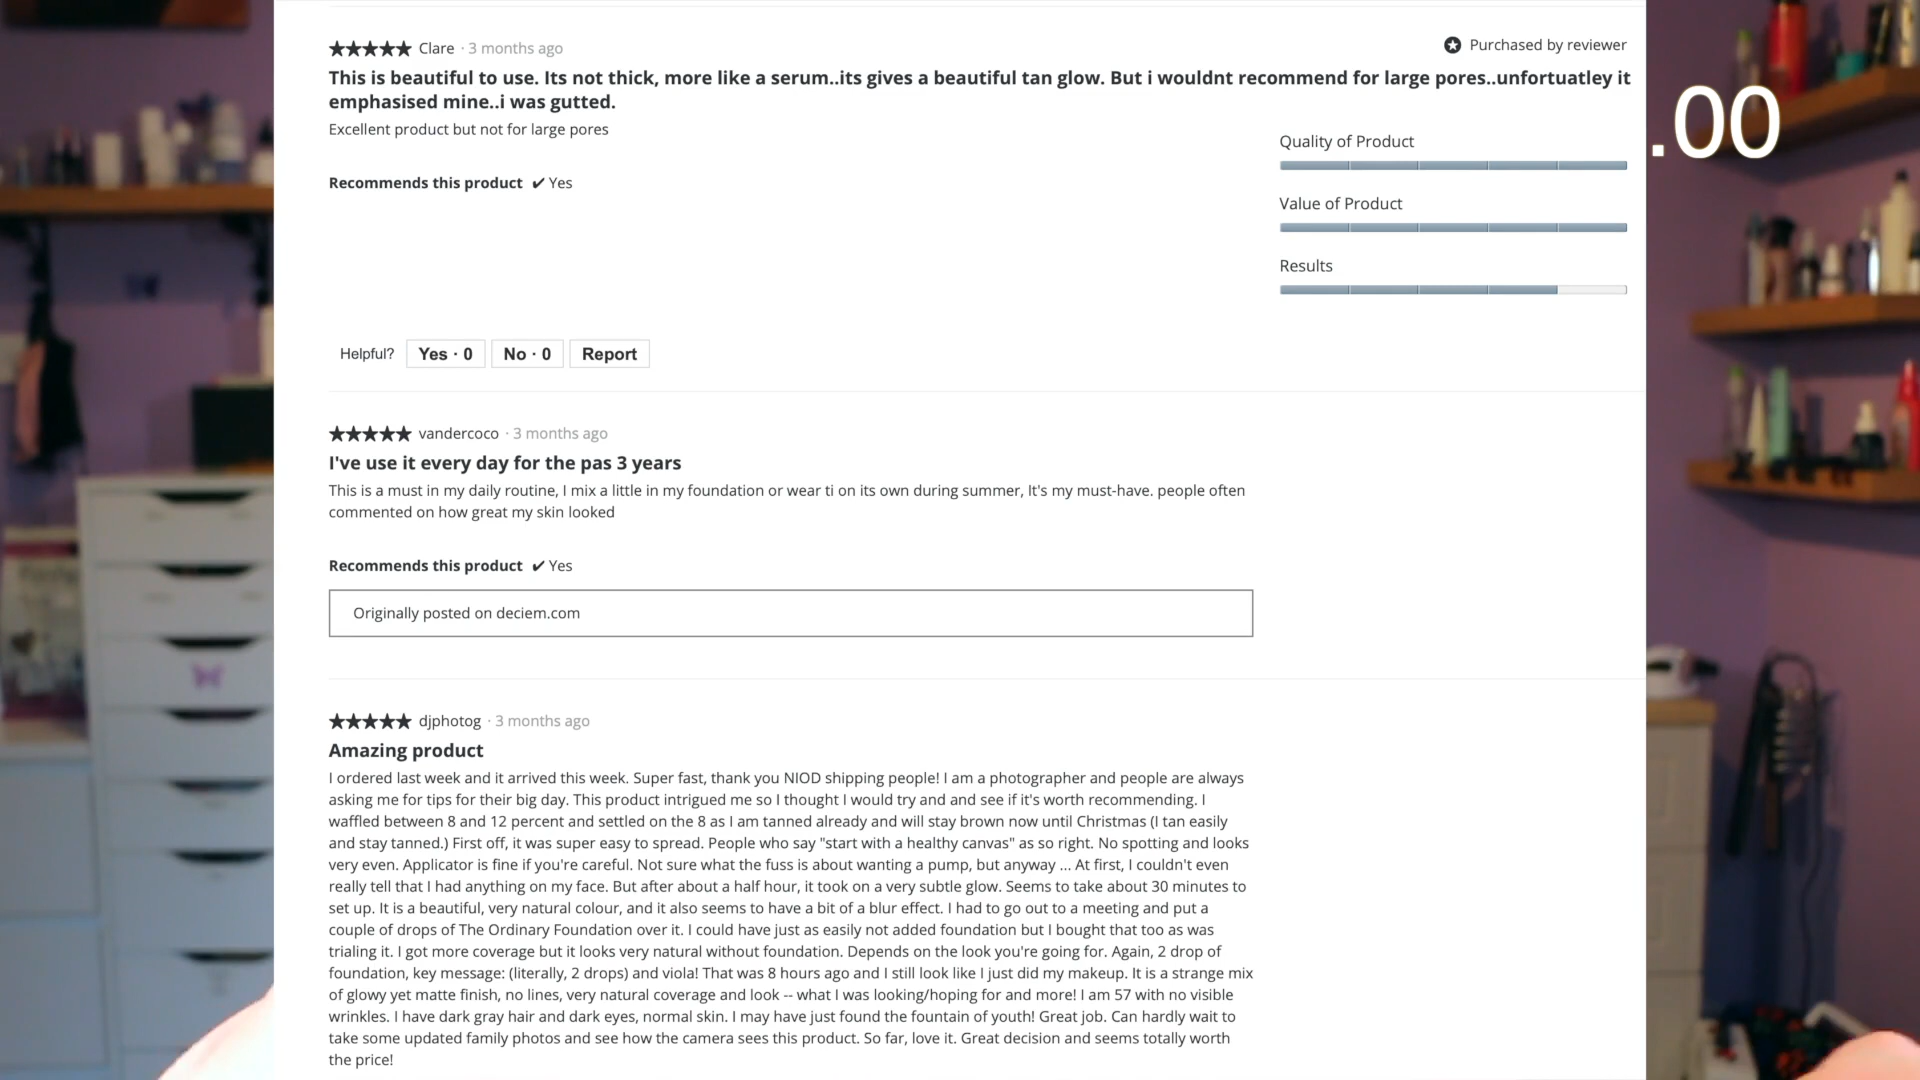 ★★★★★ Clare · 3 months ago
Purchased by reviewer
This is beautiful to use. Its not thick, more like a serum..its gives a beautiful tan glow. But i wouldnt recommend for large pores..unfortuatley it
emphasised mine..i was gutted.
.00
Excellent product but not for large pores
Quality of Product
Recommends this product ✔ Yes
Value of Product
Results
Helpful? Yes · 0 No · 0 Report
★★★★★ vandercoco · 3 months ago
I've use it every day for the pas 3 years
This is a must in my daily routine, I mix a little in my foundation or wear ti on its own during summer, It's my must-have. people often
commented on how great my skin looked
Recommends this product ✔ Yes
Originally posted on deciem.com
★★★★★ djphotog · 3 months ago
Amazing product
I ordered last week and it arrived this week. Super fast, thank you NIOD shipping people! I am a photographer and people are always
asking me for tips for their big day. This product intrigued me so I thought I would try and and see if it's worth recommending. I
waffled between 8 and 12 percent and settled on the 8 as I am tanned already and will stay brown now until Christmas (I tan easily
and stay tanned.) First off, it was super easy to spread. People who say "start with a healthy canvas" as so right. No spotting and looks
very even. Applicator is fine if you're careful. Not sure what the fuss is about wanting a pump, but anyway ... At first, I couldn't even
really tell that I had anything on my face. But after about a half hour, it took on a very subtle glow. Seems to take about 30 minutes to
set up. It is a beautiful, very natural colour, and it also seems to have a bit of a blur effect. I had to go out to a meeting and put a
couple of drops of The Ordinary Foundation over it. I could have just as easily not added foundation but I bought that too as was
trialing it. I got more coverage but it looks very natural without foundation. Depends on the look you're going for. Again, 2 drop of
foundation, key message: (literally, 2 drops) and viola! That was 8 hours ago and I still look like I just did my makeup. It is a strange mix
of glowy yet matte finish, no lines, very natural coverage and look -- what I was looking/hoping for and more! I am 57 with no visible
wrinkles. I have dark gray hair and dark eyes, normal skin. I may have just found the fountain of youth! Great job. Can hardly wait to
take some updated family photos and see how the camera sees this product. So far, love it. Great decision and seems totally worth
the price!